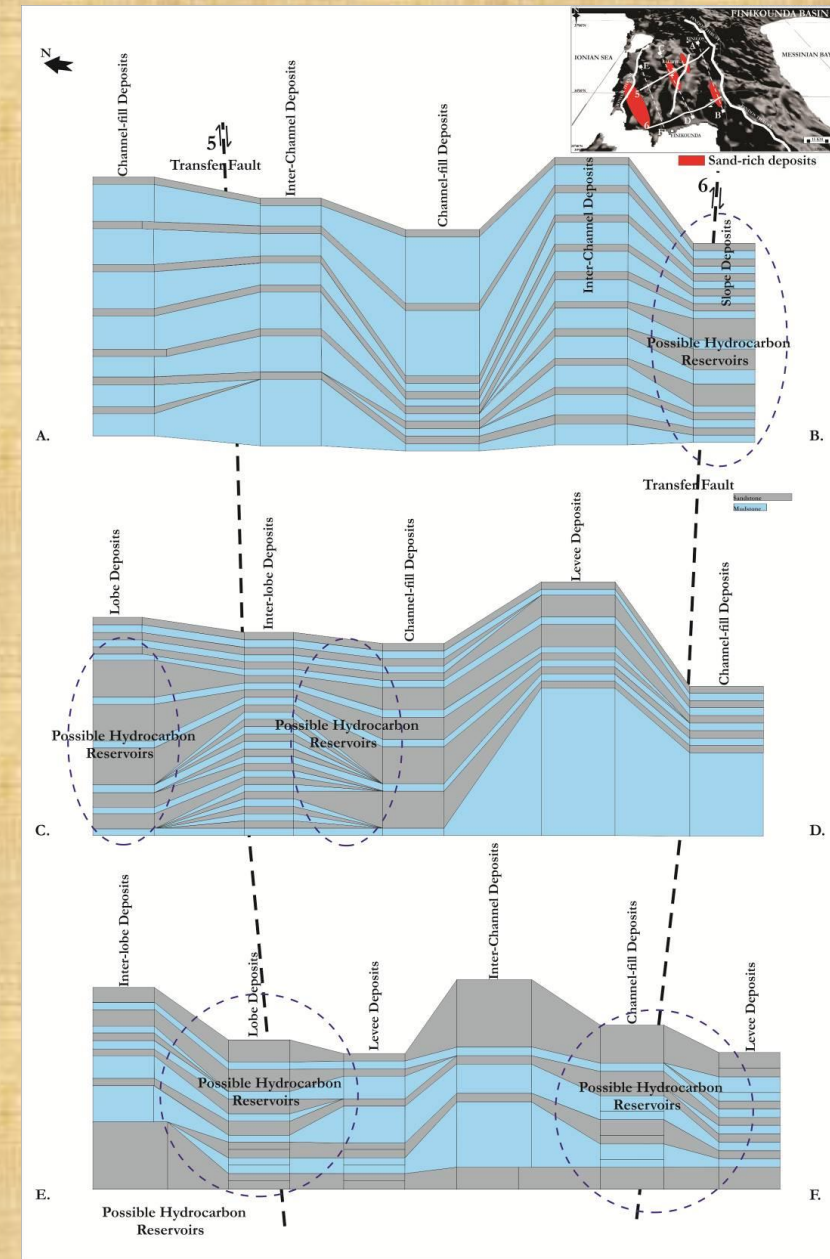 N
FINIKOUNDA BASIN
IONIAN SEA
MESSINIAN BAY
FINIKOUNDA
Sand-rich deposits
Channel-fill Deposits
5
Transfer Fault
Inter-Channel Deposits
Channel-fill Deposits
Inter-Channel Deposits
6
Slope Deposits
Possible Hydrocarbon
Reservoirs
A.
B.
Transfer Fault
Sandstone
Mudstone
Lobe Deposits
Inter-lobe Deposits
Channel-fill Deposits
Levee Deposits
Channel-fill Deposits
Possible Hydrocarbon
Reservoirs
Possible Hydrocarbon
Reservoirs
C.
D.
Inter-lobe Deposits
Lobe Deposits
Levee Deposits
Inter-Channel Deposits
Channel-fill Deposits
Levee Deposits
Possible Hydrocarbon
Reservoirs
Possible Hydrocarbon
Reservoirs
E.
F.
Possible Hydrocarbon
Reservoirs